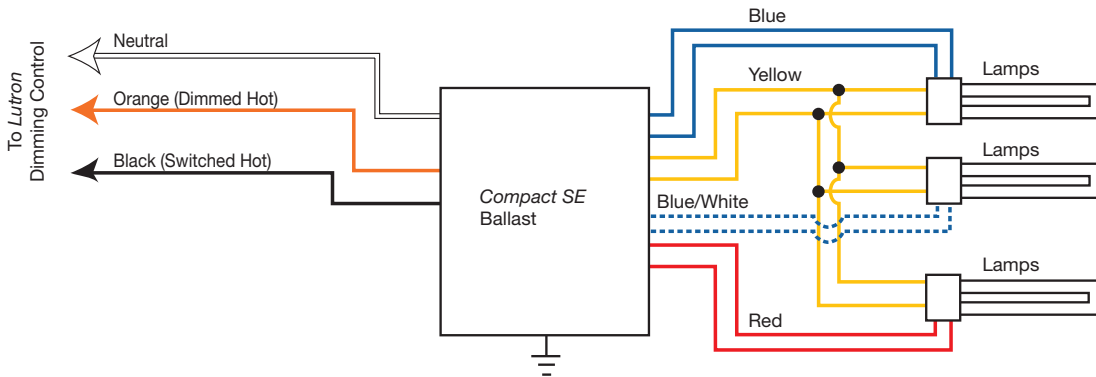 To Lutron
Dimming Control
Neutral
Orange (Dimmed Hot)
Black (Switched Hot)
Compact SE
Ballast
Blue
Yellow
Blue/White
Red
Lamps
Lamps
Lamps